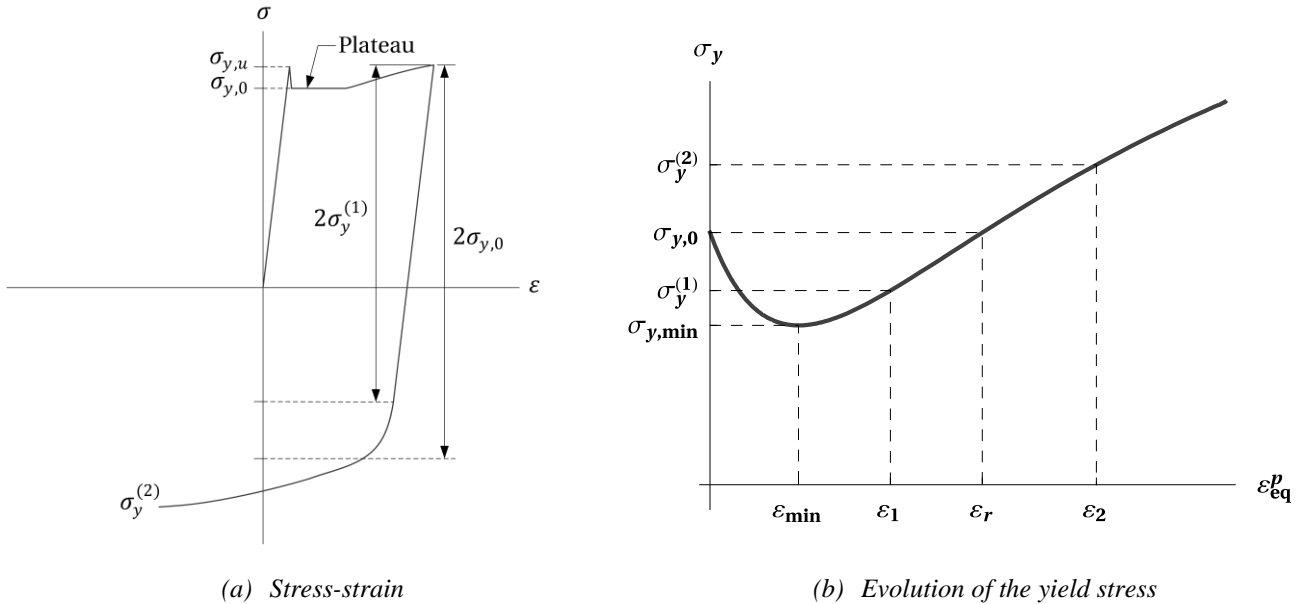 σ
Plateau
σ_{y,u}
σ_{y,0}
2σ_y^{(1)}
2σ_{y,0}
ε
σ_y^{(2)}
(a) Stress-strain
σ_y
σ_y^{(2)}
σ_{y,0}
σ_y^{(1)}
σ_{y,min}
ε_{eq}^p
ε_{min} ε_1 ε_r ε_2
(b) Evolution of the yield stress